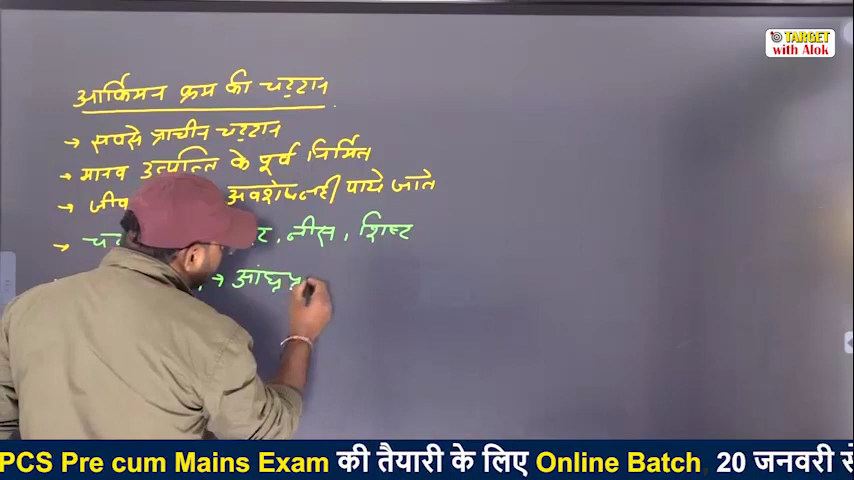 TARGET
with Alok
आर्कियन क्रम की चट्टान
→ सबसे प्राचीन चट्टान
→ मानव उत्पत्ति के पूर्व निर्मित
→ जीव अवशेष नहीं पाये जाते
→ नीस, शिष्ट
→ आंध्र
PCS Pre cum Mains Exam की तैयारी के लिए Online Batch, 20 जनवरी से